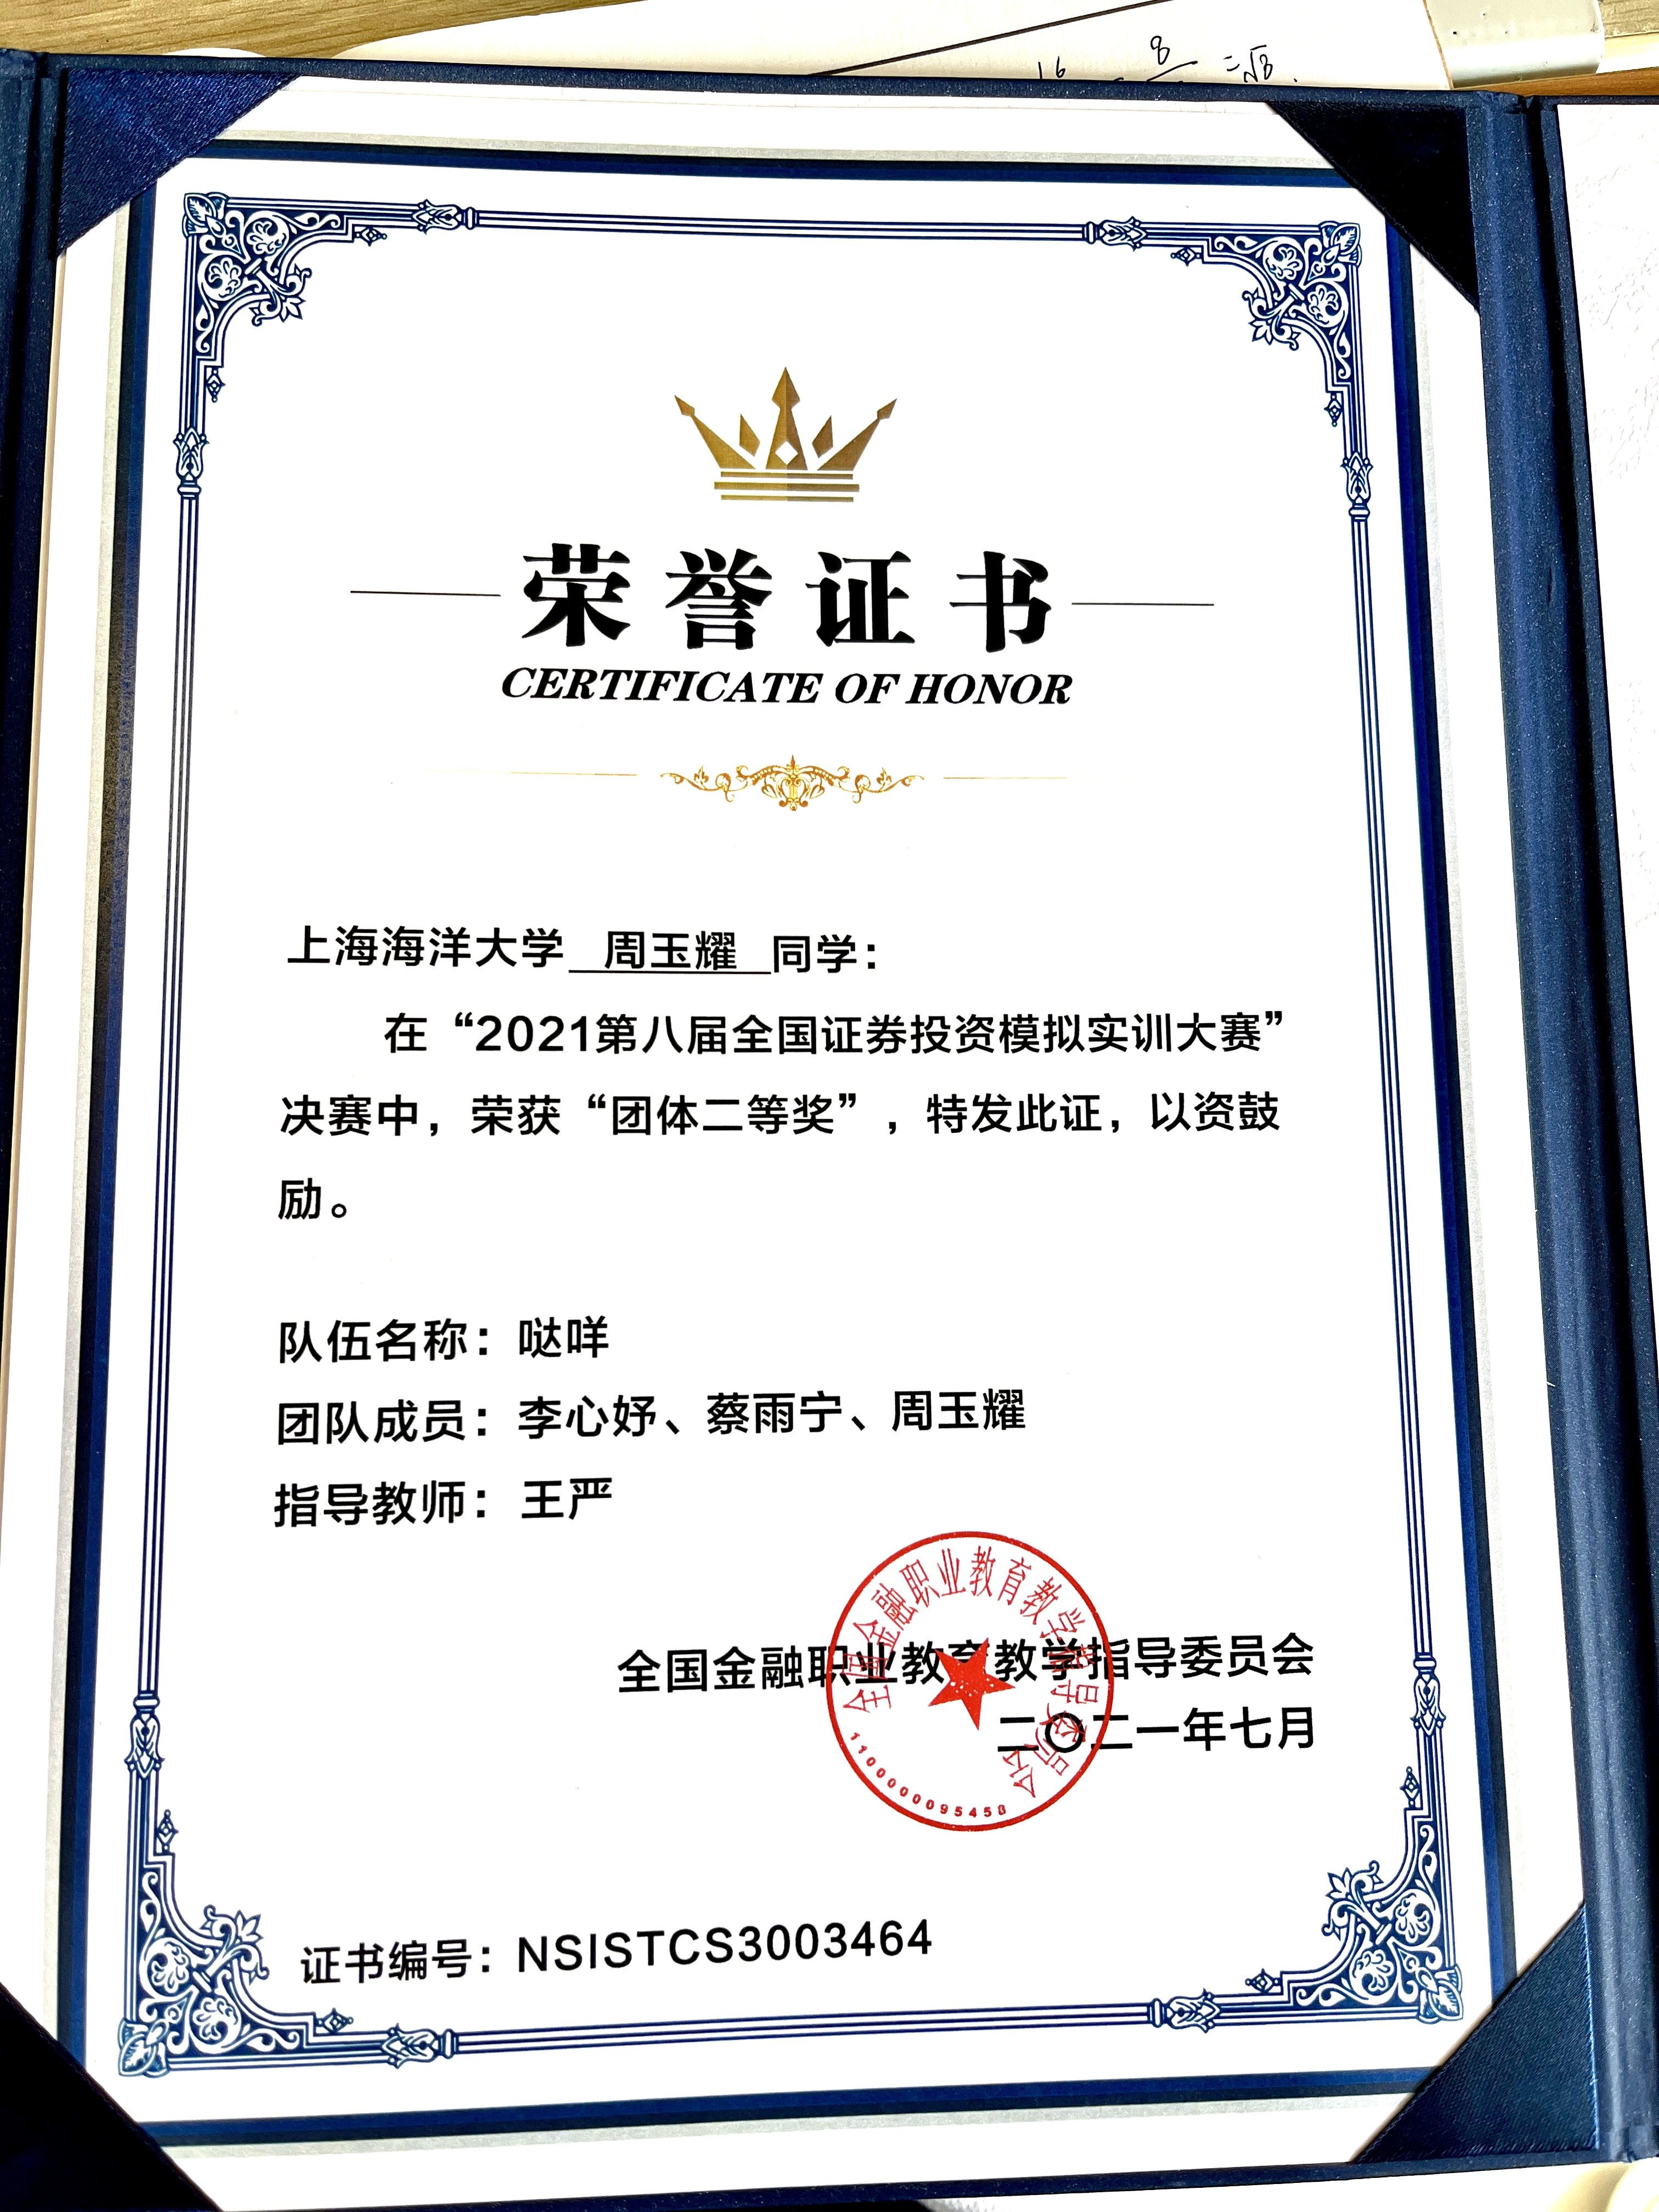 16 = 8 = √8.
荣誉证书
CERTIFICATE OF HONOR
上海海洋大学 周玉耀 同学：
在“2021第八届全国证券投资模拟实训大赛”
决赛中，荣获“团体二等奖”，特发此证，以资鼓
励。
队伍名称：哒咩
团队成员：李心妤、蔡雨宁、周玉耀
指导教师：王严
全国金融职业教育教学指导委员会
二〇二一年七月
全国金融职业教育教学指导委员会
1100000095458
证书编号：NSISTCS3003464